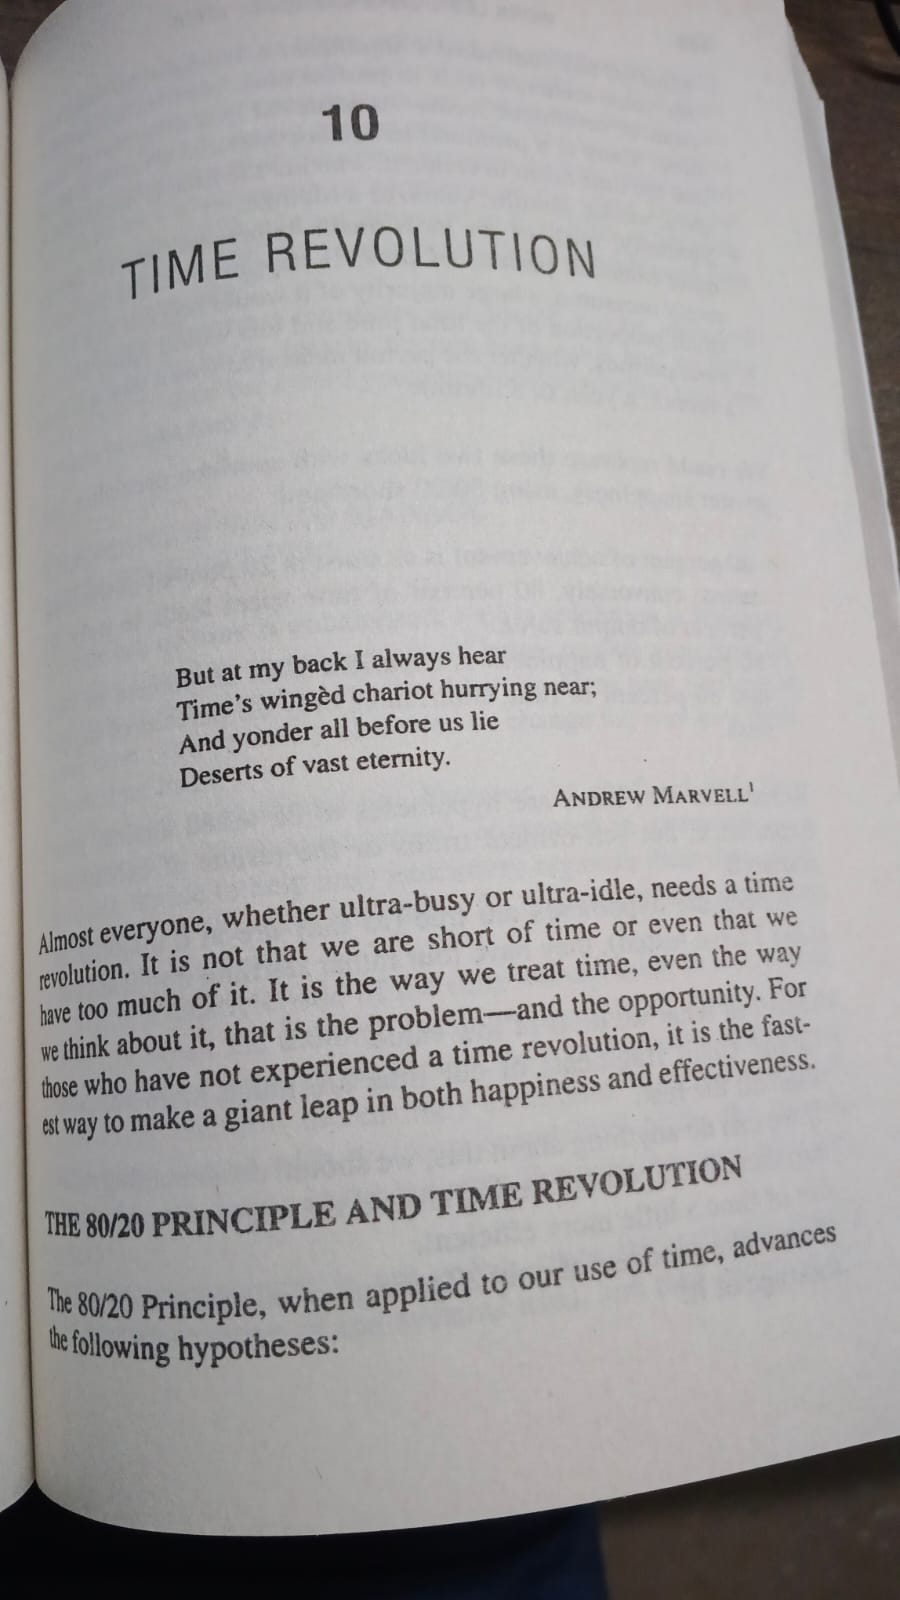 10
TIME REVOLUTION
But at my back I always hear
Time's wingèd chariot hurrying near;
And yonder all before us lie
Deserts of vast eternity.
ANDREW MARVELL¹
Almost everyone, whether ultra-busy or ultra-idle, needs a time
revolution. It is not that we are short of time or even that we
have too much of it. It is the way we treat time, even the way
we think about it, that is the problem—and the opportunity. For
those who have not experienced a time revolution, it is the fast-
est way to make a giant leap in both happiness and effectiveness.
THE 80/20 PRINCIPLE AND TIME REVOLUTION
The 80/20 Principle, when applied to our use of time, advances
the following hypotheses: